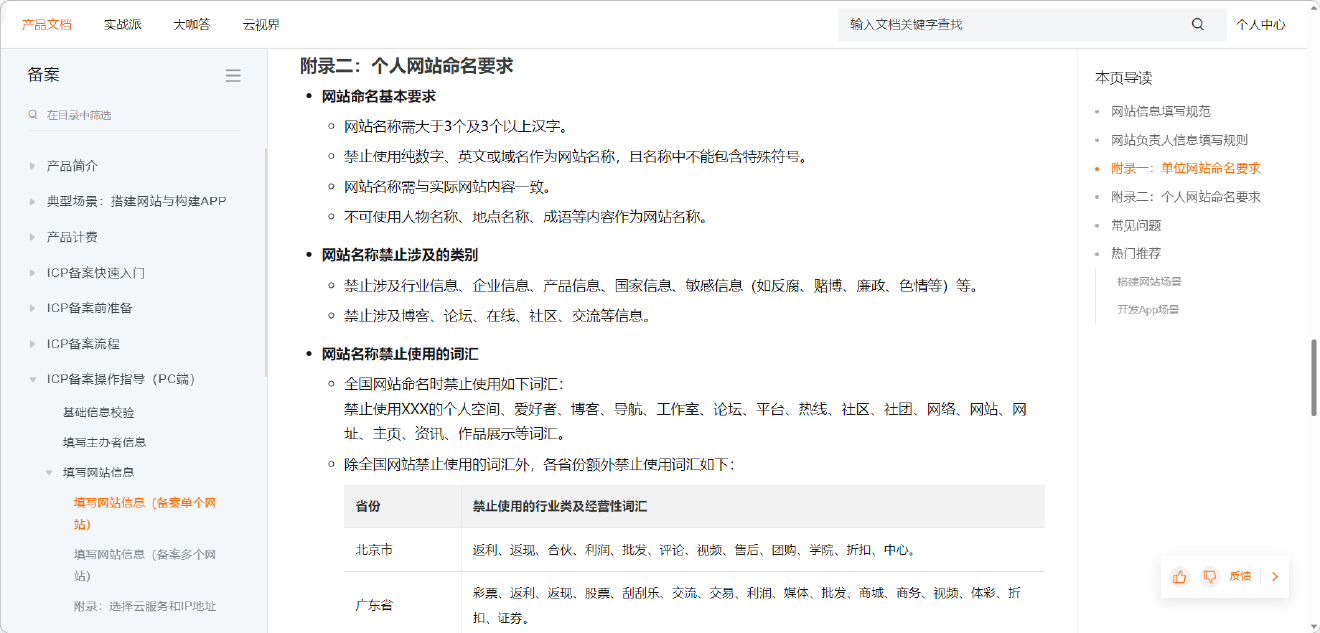 产品文档 实战派 大咖答 云视界 输入文档关键字查找 个人中心
备案
在目录中筛选
产品简介
典型场景：搭建网站与构建APP
产品计费
ICP备案快速入门
ICP备案前准备
ICP备案流程
ICP备案操作指导（PC端）
基础信息校验
填写主办者信息
填写网站信息
填写网站信息（备案单个网
站）
填写网站信息（备案多个网
站）
附录：选择云服务和IP地址
附录二：个人网站命名要求
网站命名基本要求
网站名称需大于3个及3个以上汉字。
禁止使用纯数字、英文或域名作为网站名称，且名称中不能包含特殊符号。
网站名称需与实际网站内容一致。
不可使用人物名称、地点名称、成语等内容作为网站名称。
网站名称禁止涉及的类别
禁止涉及行业信息、企业信息、产品信息、国家信息、敏感信息（如反腐、赌博、廉政、色情等）等。
禁止涉及博客、论坛、在线、社区、交流等信息。
网站名称禁止使用的词汇
全国网站命名时禁止使用如下词汇：
禁止使用XXX的个人空间、爱好者、博客、导航、工作室、论坛、平台、热线、社区、社团、网络、网站、网
址、主页、资讯、作品展示等词汇。
除全国网站禁止使用的词汇外，各省份额外禁止使用词汇如下：
省份 禁止使用的行业类及经营性词汇
北京市 返利、返现、合伙、利润、批发、评论、视频、售后、团购、学院、折扣、中心。
广东省 彩票、返利、返现、股票、刮刮乐、交流、交易、利润、媒体、批发、商城、商务、视频、体彩、折
扣、证券。
本页导读
网站信息填写规范
网站负责人信息填写规则
附录一：单位网站命名要求
附录二：个人网站命名要求
常见问题
热门推荐
搭建网站场景
开发App场景
反馈